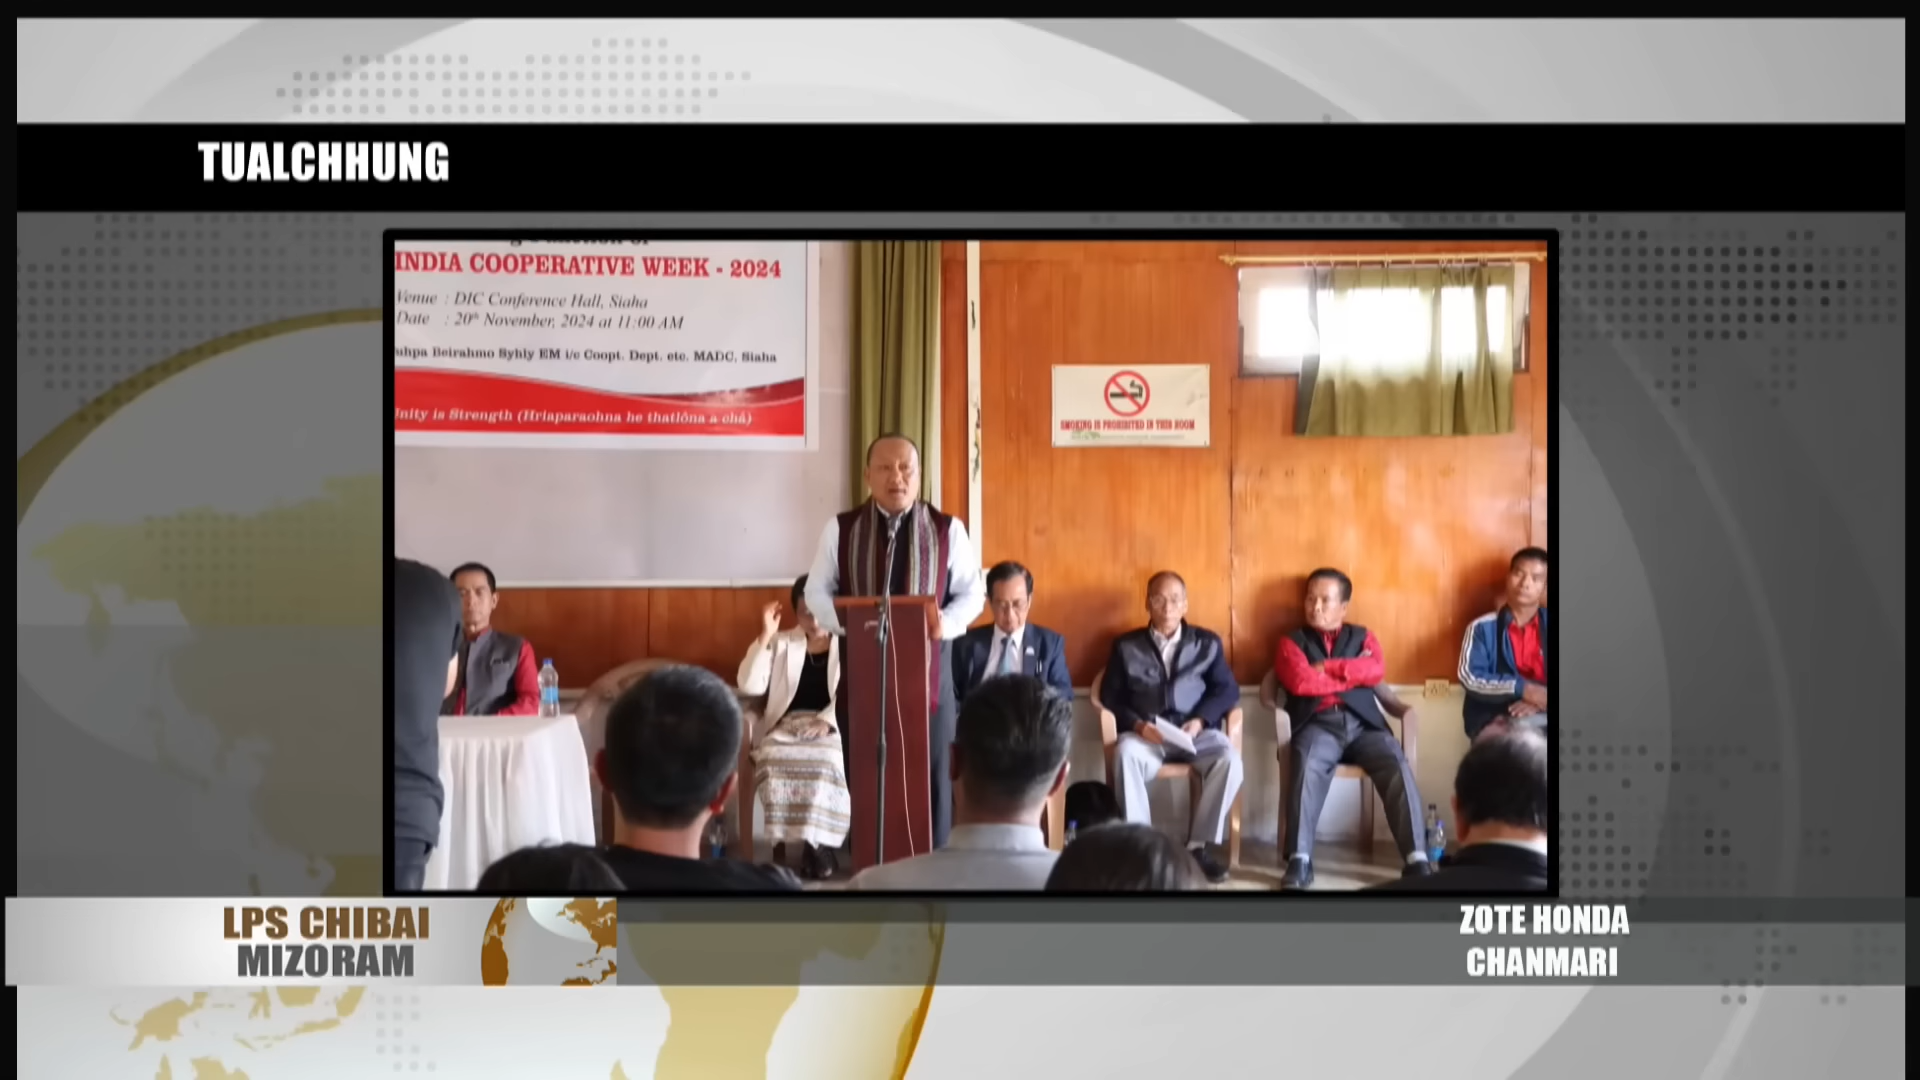 TUALCHHUNG
INDIA COOPERATIVE WEEK - 2024
Venue : DIC Conference Hall, Siaha
Date : 20th November, 2024 at 11:00 AM
Beirahmo Syhly EM i/c Coopt. Dept. etc. MADC, Siaha
Unity is Strength (Hriaparaohna he thatlôna a châ)
SMOKING IS PROHIBITED IN THIS ROOM
LPS CHIBAI
MIZORAM
ZOTE HONDA
CHANMARI